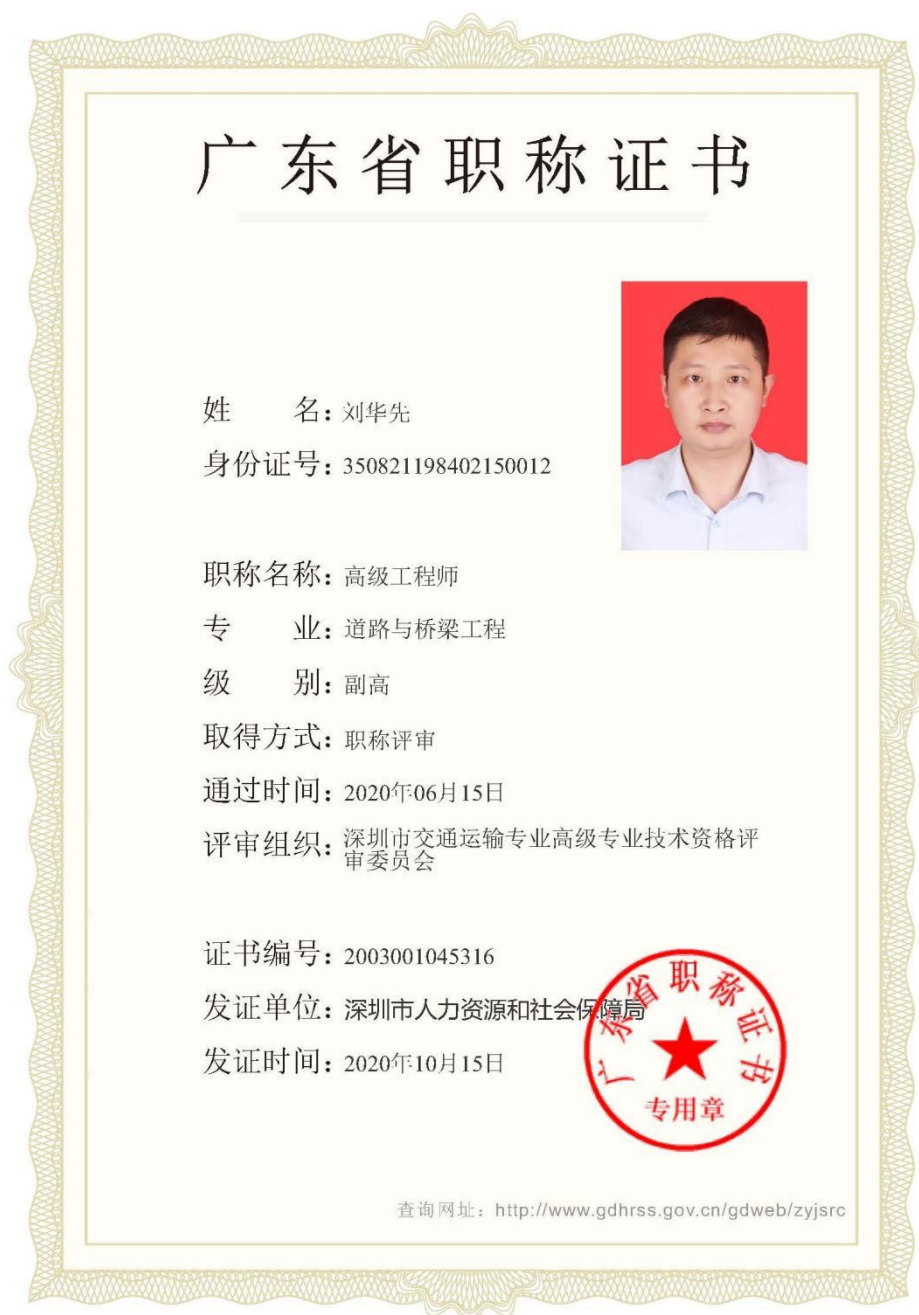 广东省职称证书
姓 名：刘华先
身份证号：350821198402150012
职称名称：高级工程师
专 业：道路与桥梁工程
级 别：副高
取得方式：职称评审
通过时间：2020年06月15日
评审组织：深圳市交通运输专业高级专业技术资格评
审委员会
证书编号：2003001045316
发证单位：深圳市人力资源和社会保障局
发证时间：2020年10月15日
广东省职称证书
专用章
查询网址：http://www.gdhrss.gov.cn/gdweb/zyjsrc